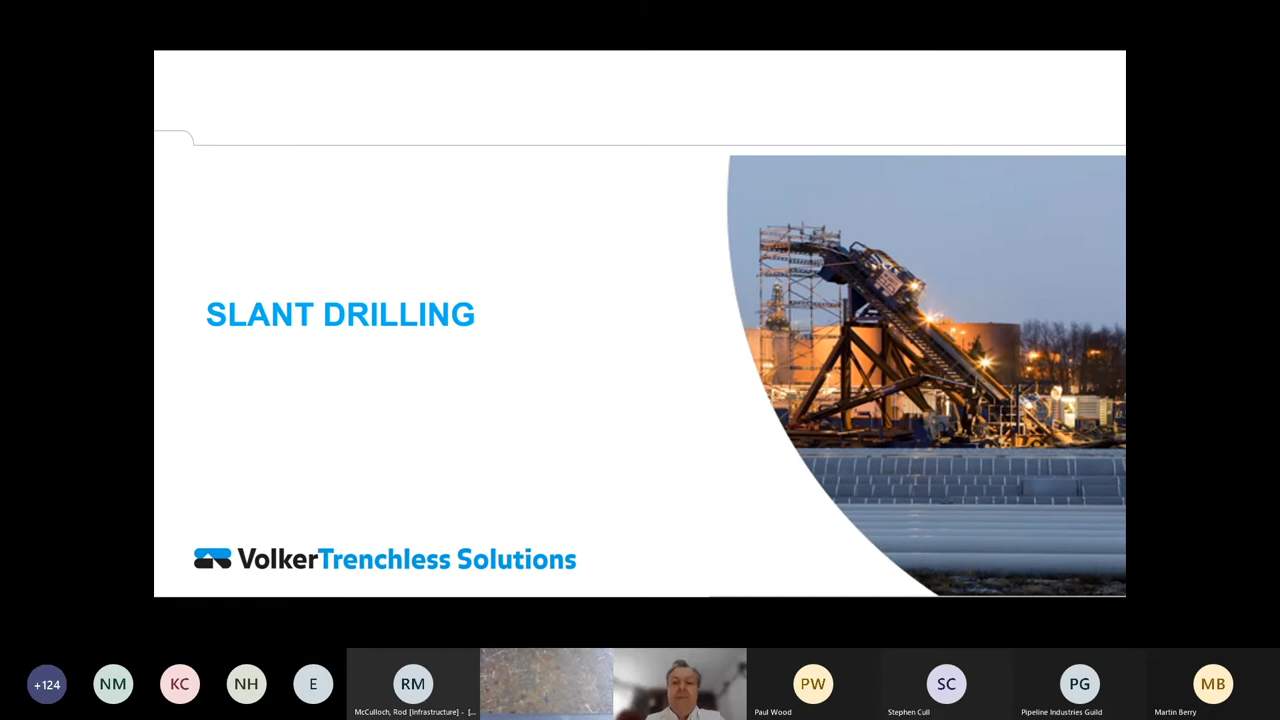 SLANT DRILLING
VolkerTrenchless Solutions
+124
NM
KC
NH
E
RM
McCulloch, Rod [Infrastructure] - [...
PW
Paul Wood
SC
Stephen Cull
PG
Pipeline Industries Guild
MB
Martin Berry